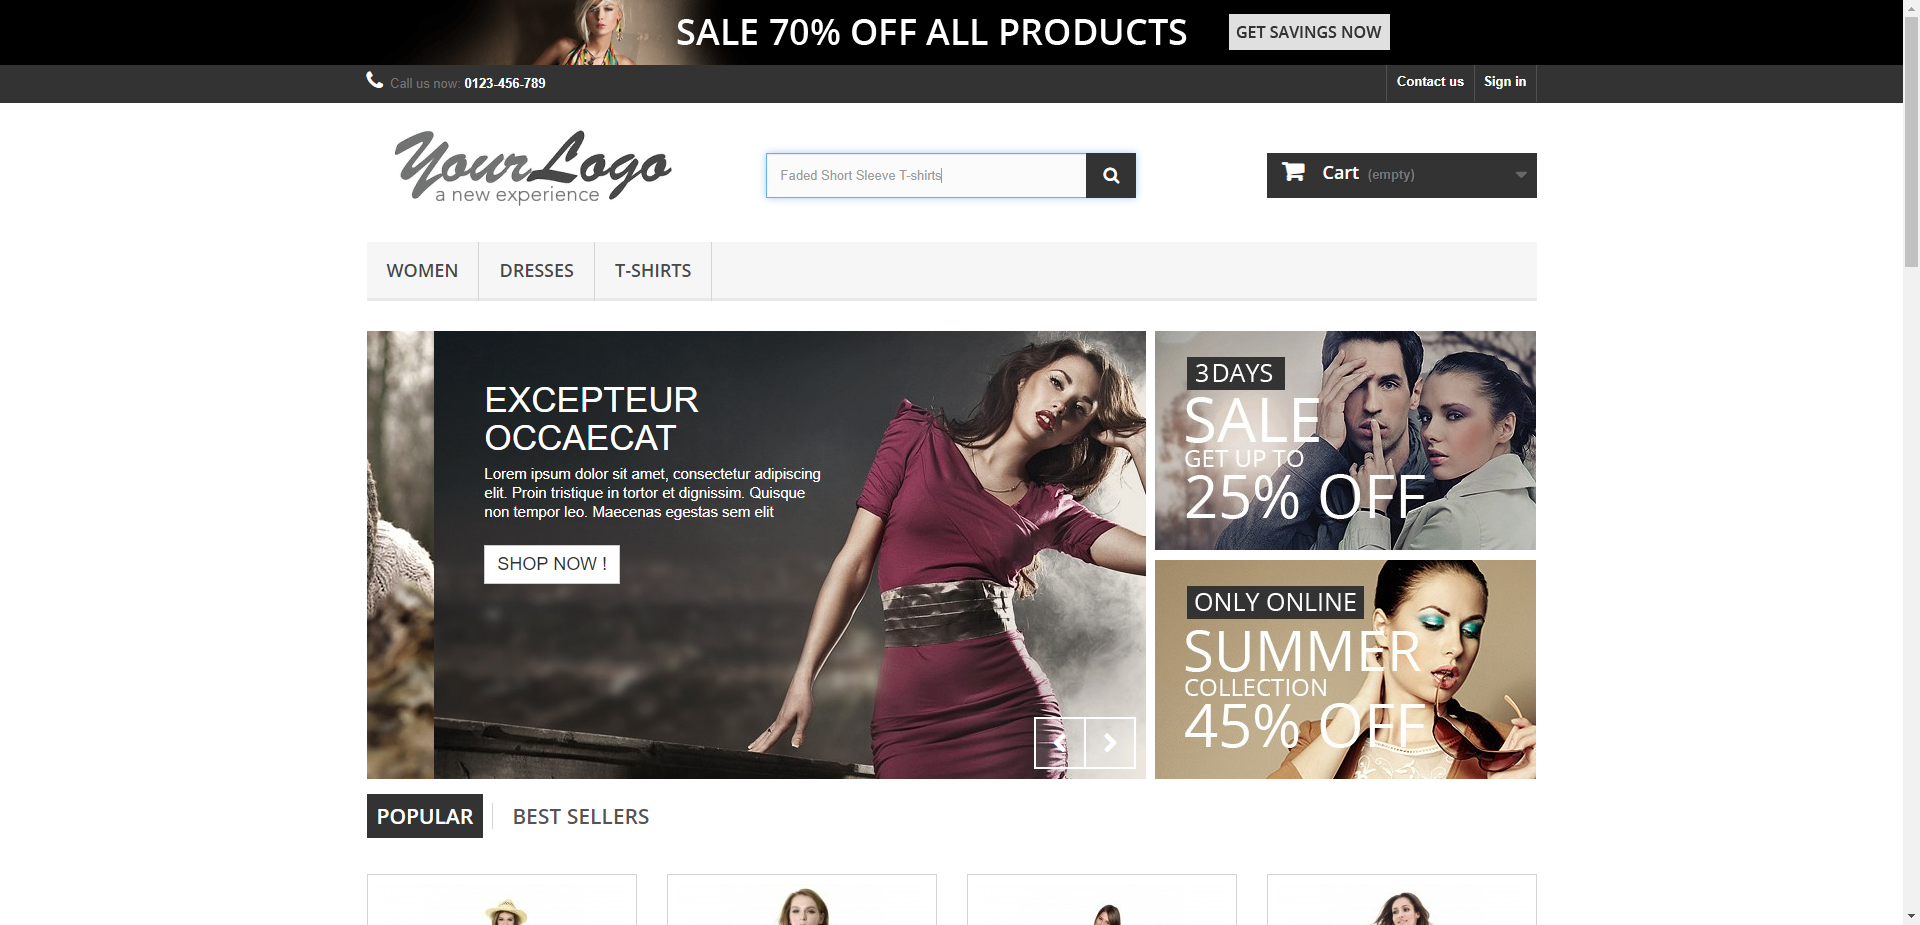 SALE 70% OFF ALL PRODUCTS
GET SAVINGS NOW
Call us now: 0123-456-789
Contact us
Sign in
YourLogo
a new experience
Faded Short Sleeve T-shirts
Cart (empty)
WOMEN
DRESSES
T-SHIRTS
EXCEPTEUR
OCCAECAT
Lorem ipsum dolor sit amet, consectetur adipiscing
elit. Proin tristique in tortor et dignissim. Quisque
non tempor leo. Maecenas egestas sem elit
SHOP NOW !
3DAYS
SALE
GET UP TO
25% OFF
ONLY ONLINE
SUMMER
COLLECTION
45% OFF
POPULAR
BEST SELLERS